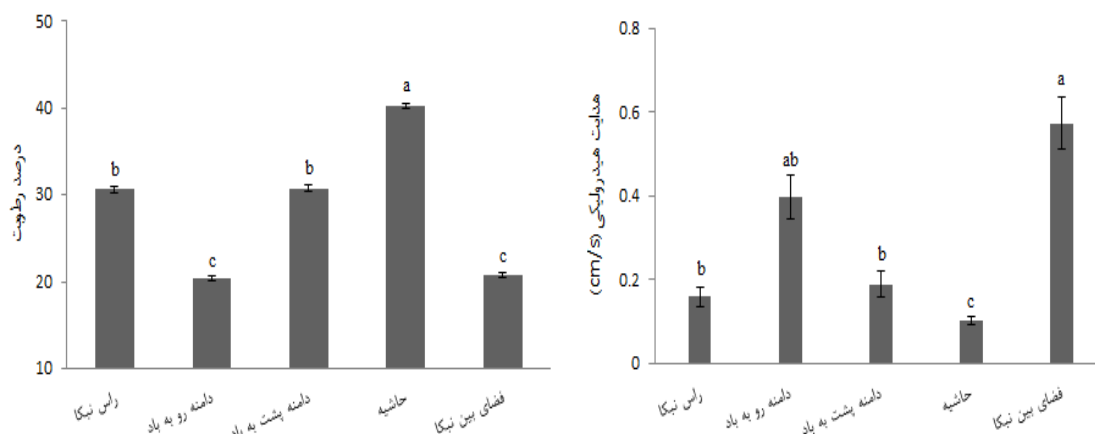 درصد رطوبت
50
40
30
20
10
b
c
b
a
c
راس نبکا
دامنه رو به باد
دامنه پشت به باد
حاشیه
فضای بین نبکا
هدایت هیدرولیکی (cm/s)
0.8
0.6
0.4
0.2
0
b
ab
b
c
a
راس نبکا
دامنه رو به باد
دامنه پشت به باد
حاشیه
فضای بین نبکا